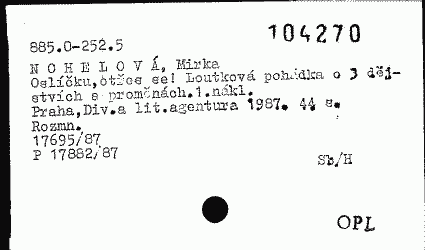 104270
885.0-252.5
N O H E L O V Á, Mirka
Oslíčku,otřes se! Loutková pohádka o 3 děj-
stvích a proměnách.1.nákl.
Praha,Div.a lit.agentura 1987. 44 s.
Rozmn.
17695/87
P 17882/87
Sb/H
OPL